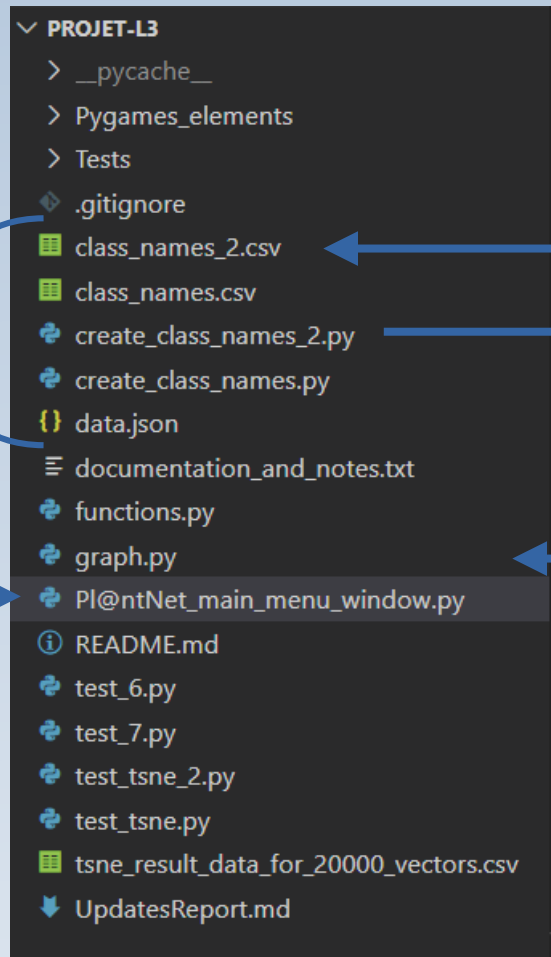 PROJET-L3
__pycache__
Pygames_elements
Tests
.gitignore
class_names_2.csv
class_names.csv
create_class_names_2.py
create_class_names.py
data.json
documentation_and_notes.txt
functions.py
graph.py
Pl@ntNet_main_menu_window.py
README.md
test_6.py
test_7.py
test_tsne_2.py
test_tsne.py
tsne_result_data_for_20000_vectors.csv
UpdatesReport.md